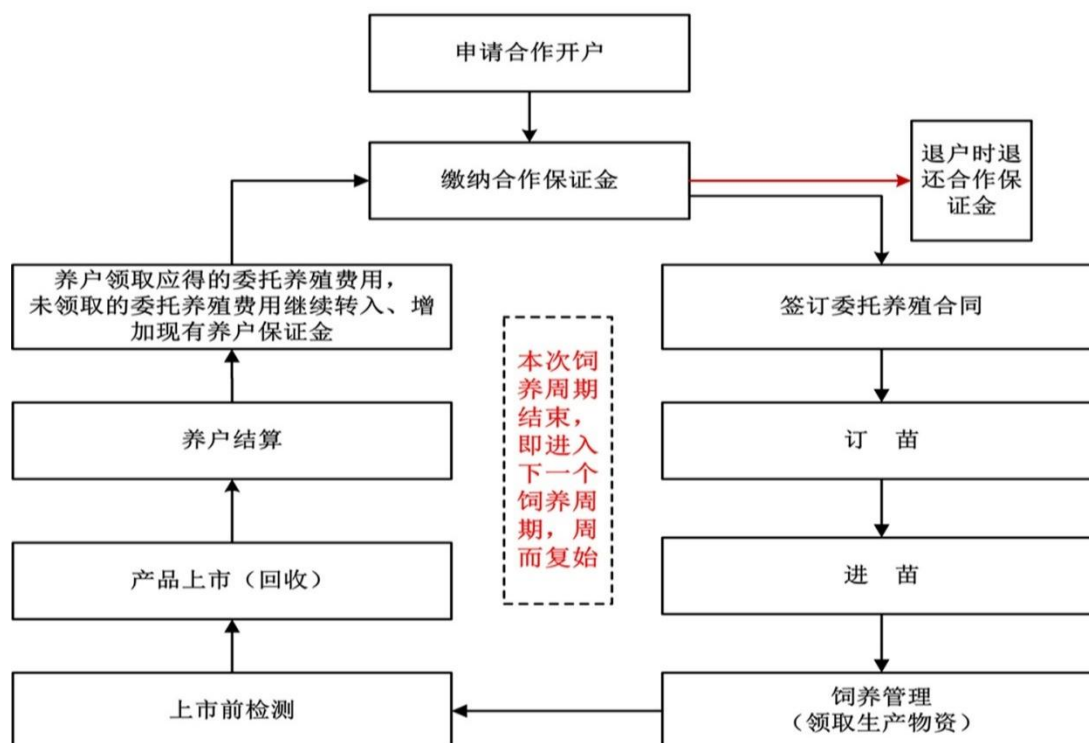 申请合作开户
缴纳合作保证金
退户时退
还合作保
证金
养户领取应得的委托养殖费用，
未领取的委托养殖费用继续转入、增
加现有养户保证金
签订委托养殖合同
本次饲
养周期
结束，
即进入
下一个
饲养周
期，周
而复始
养户结算
订　苗
产品上市（回收）
进　苗
上市前检测
饲养管理
（领取生产物资）